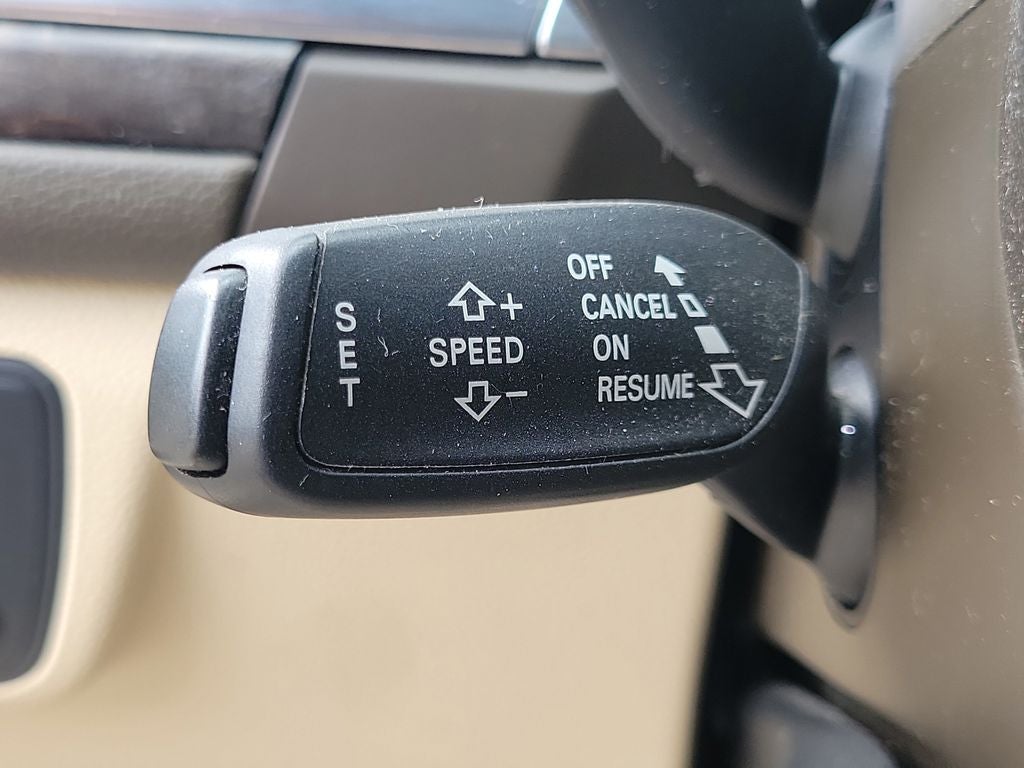 SET
+
SPEED
−
OFF
CANCEL
ON
RESUME